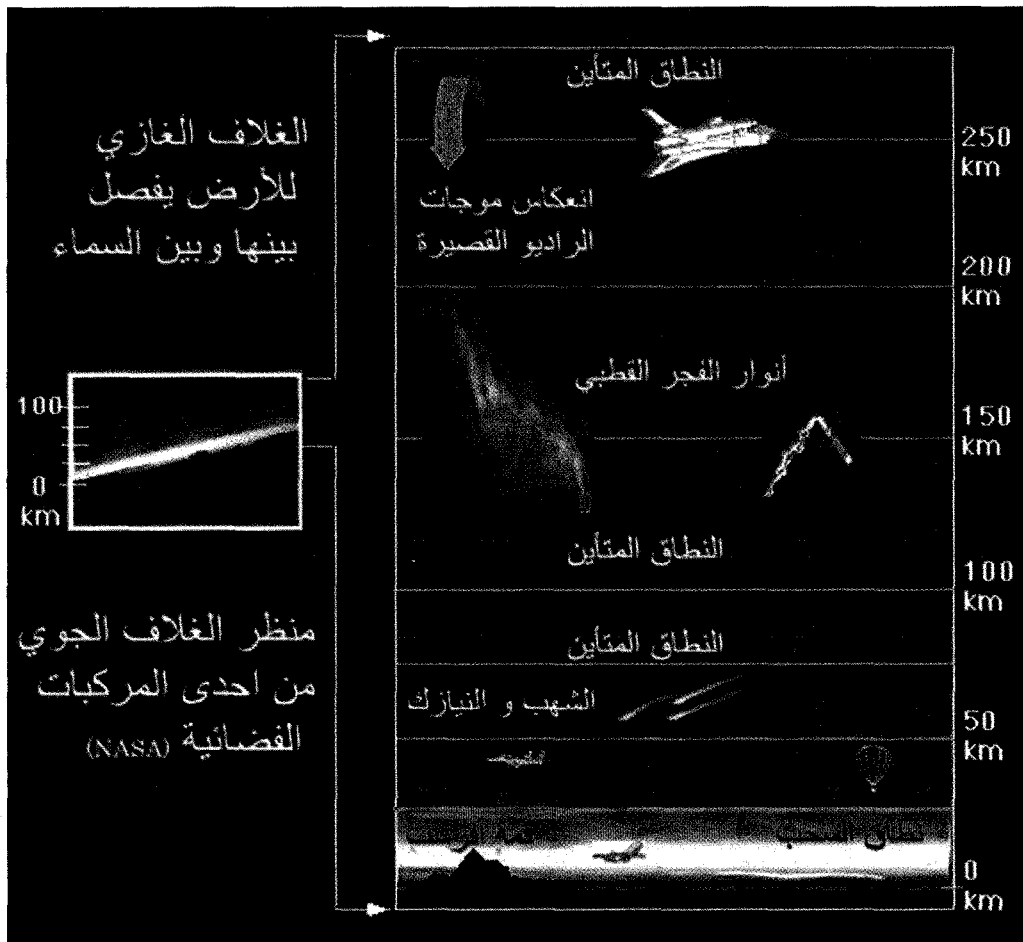 النطاق المتأين
250
km
انعكاس موجات
الراديو القصيرة
200
km
أنوار الفجر القطبي
150
km
النطاق المتأين
100
km
النطاق المتأين
الشهب و النيازك
50
km
نطاق السحب
0
km
الغلاف الغازي
للأرض يفصل
بينها وبين السماء
100
0
km
منظر الغلاف الجوي
من احدى المركبات
الفضائية (NASA)